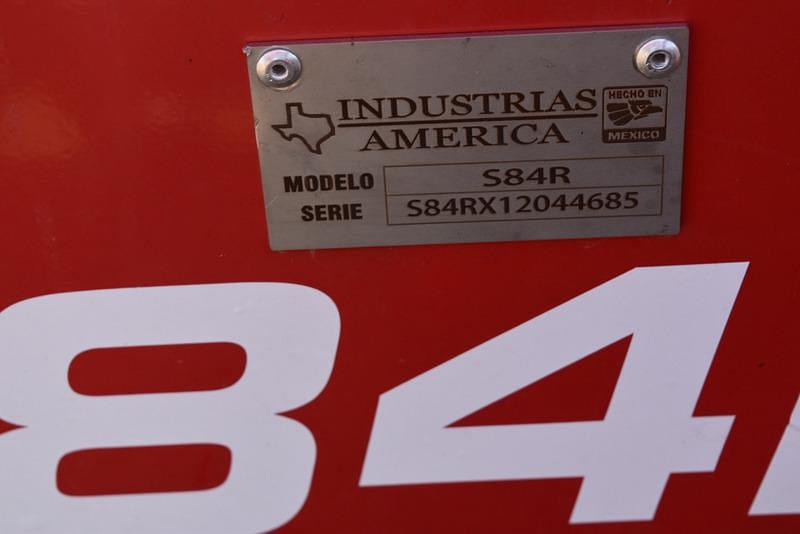 INDUSTRIAS
AMERICA
HECHO EN
MEXICO
MODELO S84R
SERIE S84RX12044685
84